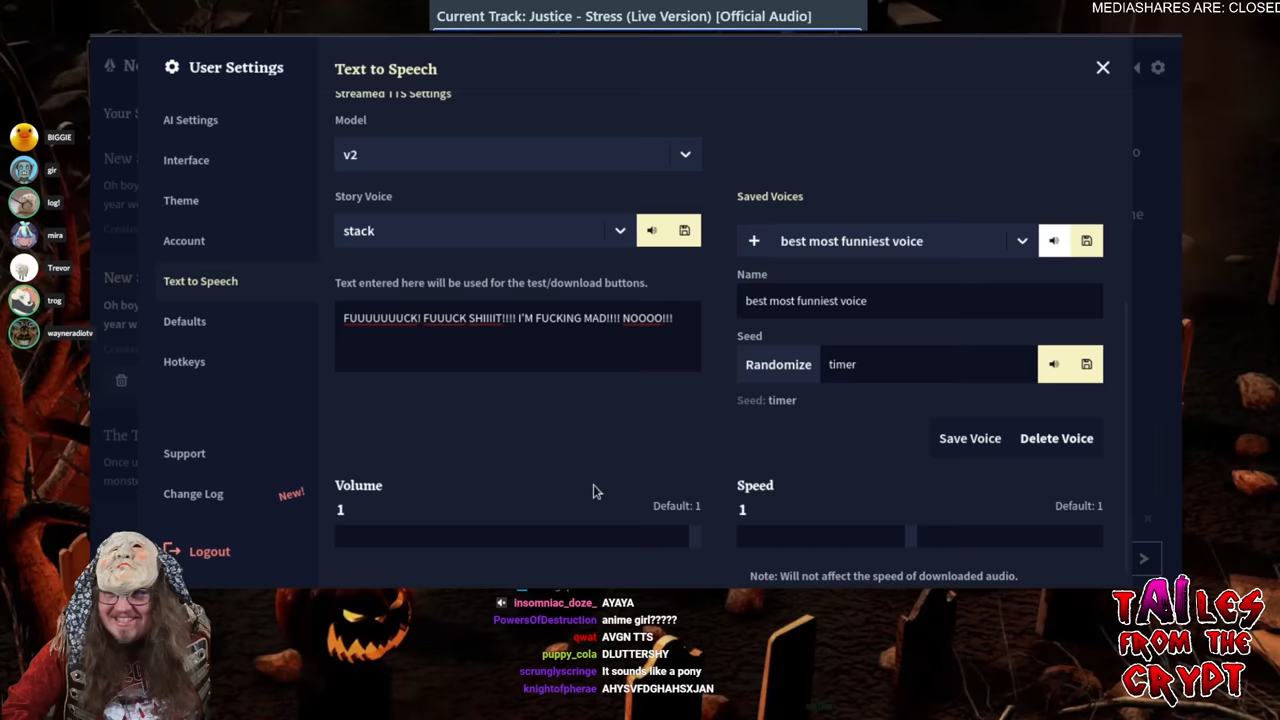 Current Track: Justice - Stress (Live Version) [Official Audio]
MEDIASHARES ARE: CLOSED
User Settings
Text to Speech
Streamed TTS Settings
AI Settings
Interface
Theme
Account
Text to Speech
Defaults
Hotkeys
Support
Change Log
New!
Logout
Model
v2
Story Voice
stack
Text entered here will be used for the test/download buttons.
FUUUUUUUCK! FUUUCK SHIIIIT!!!! I'M FUCKING MAD!!!! NOOOO!!!
Saved Voices
+ best most funniest voice
Name
best most funniest voice
Seed
Randomize timer
Seed: timer
Save Voice Delete Voice
Volume
1 Default: 1
Speed
1 Default: 1
Note: Will not affect the speed of downloaded audio.
BIGGIE
gir
log!
mira
Trevor
trog
wayneradiotv
insomniac_doze_ AYAYA
PowersOfDestruction anime girl?????
qwat AVGN TTS
puppy_cola DLUTTERSHY
scrunglyscringe It sounds like a pony
knightofpherae AHYSVFDGHAHSXJAN
TAILES
FROM THE
CRYPT